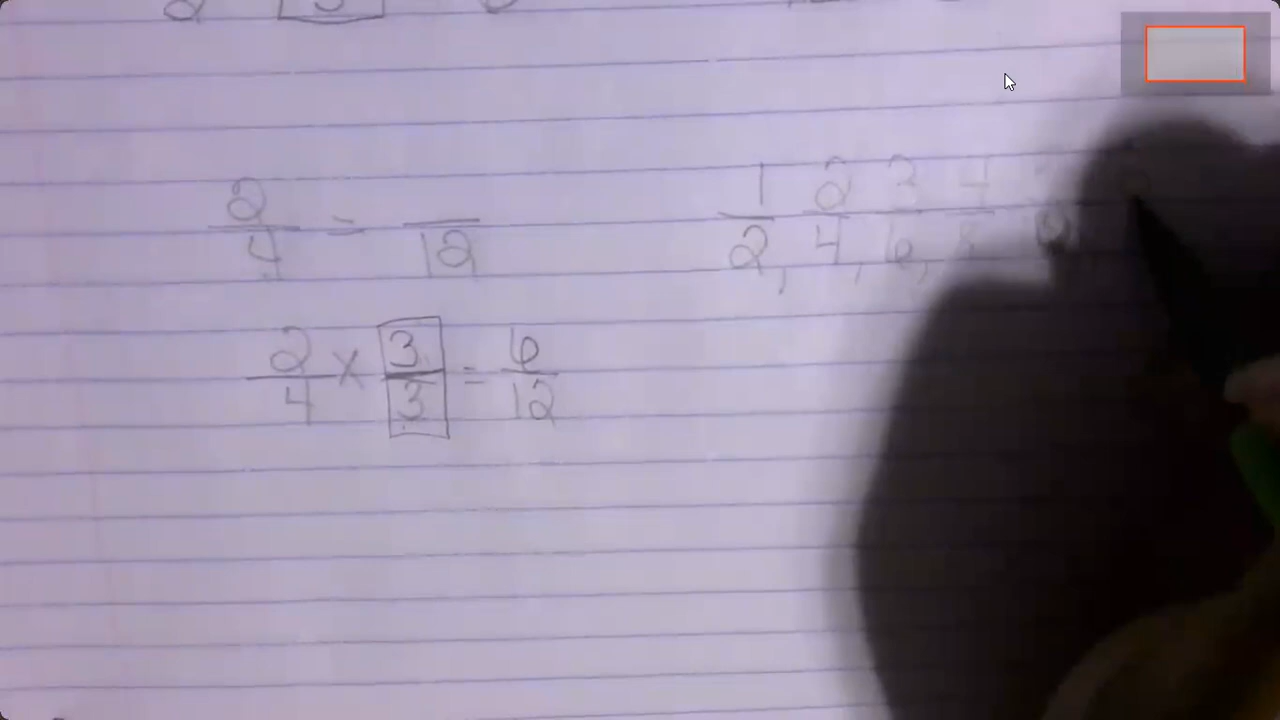 2/4 = /12
1/2, 2/4, 3/6, 4/8
2/4 x 3/3 = 6/12